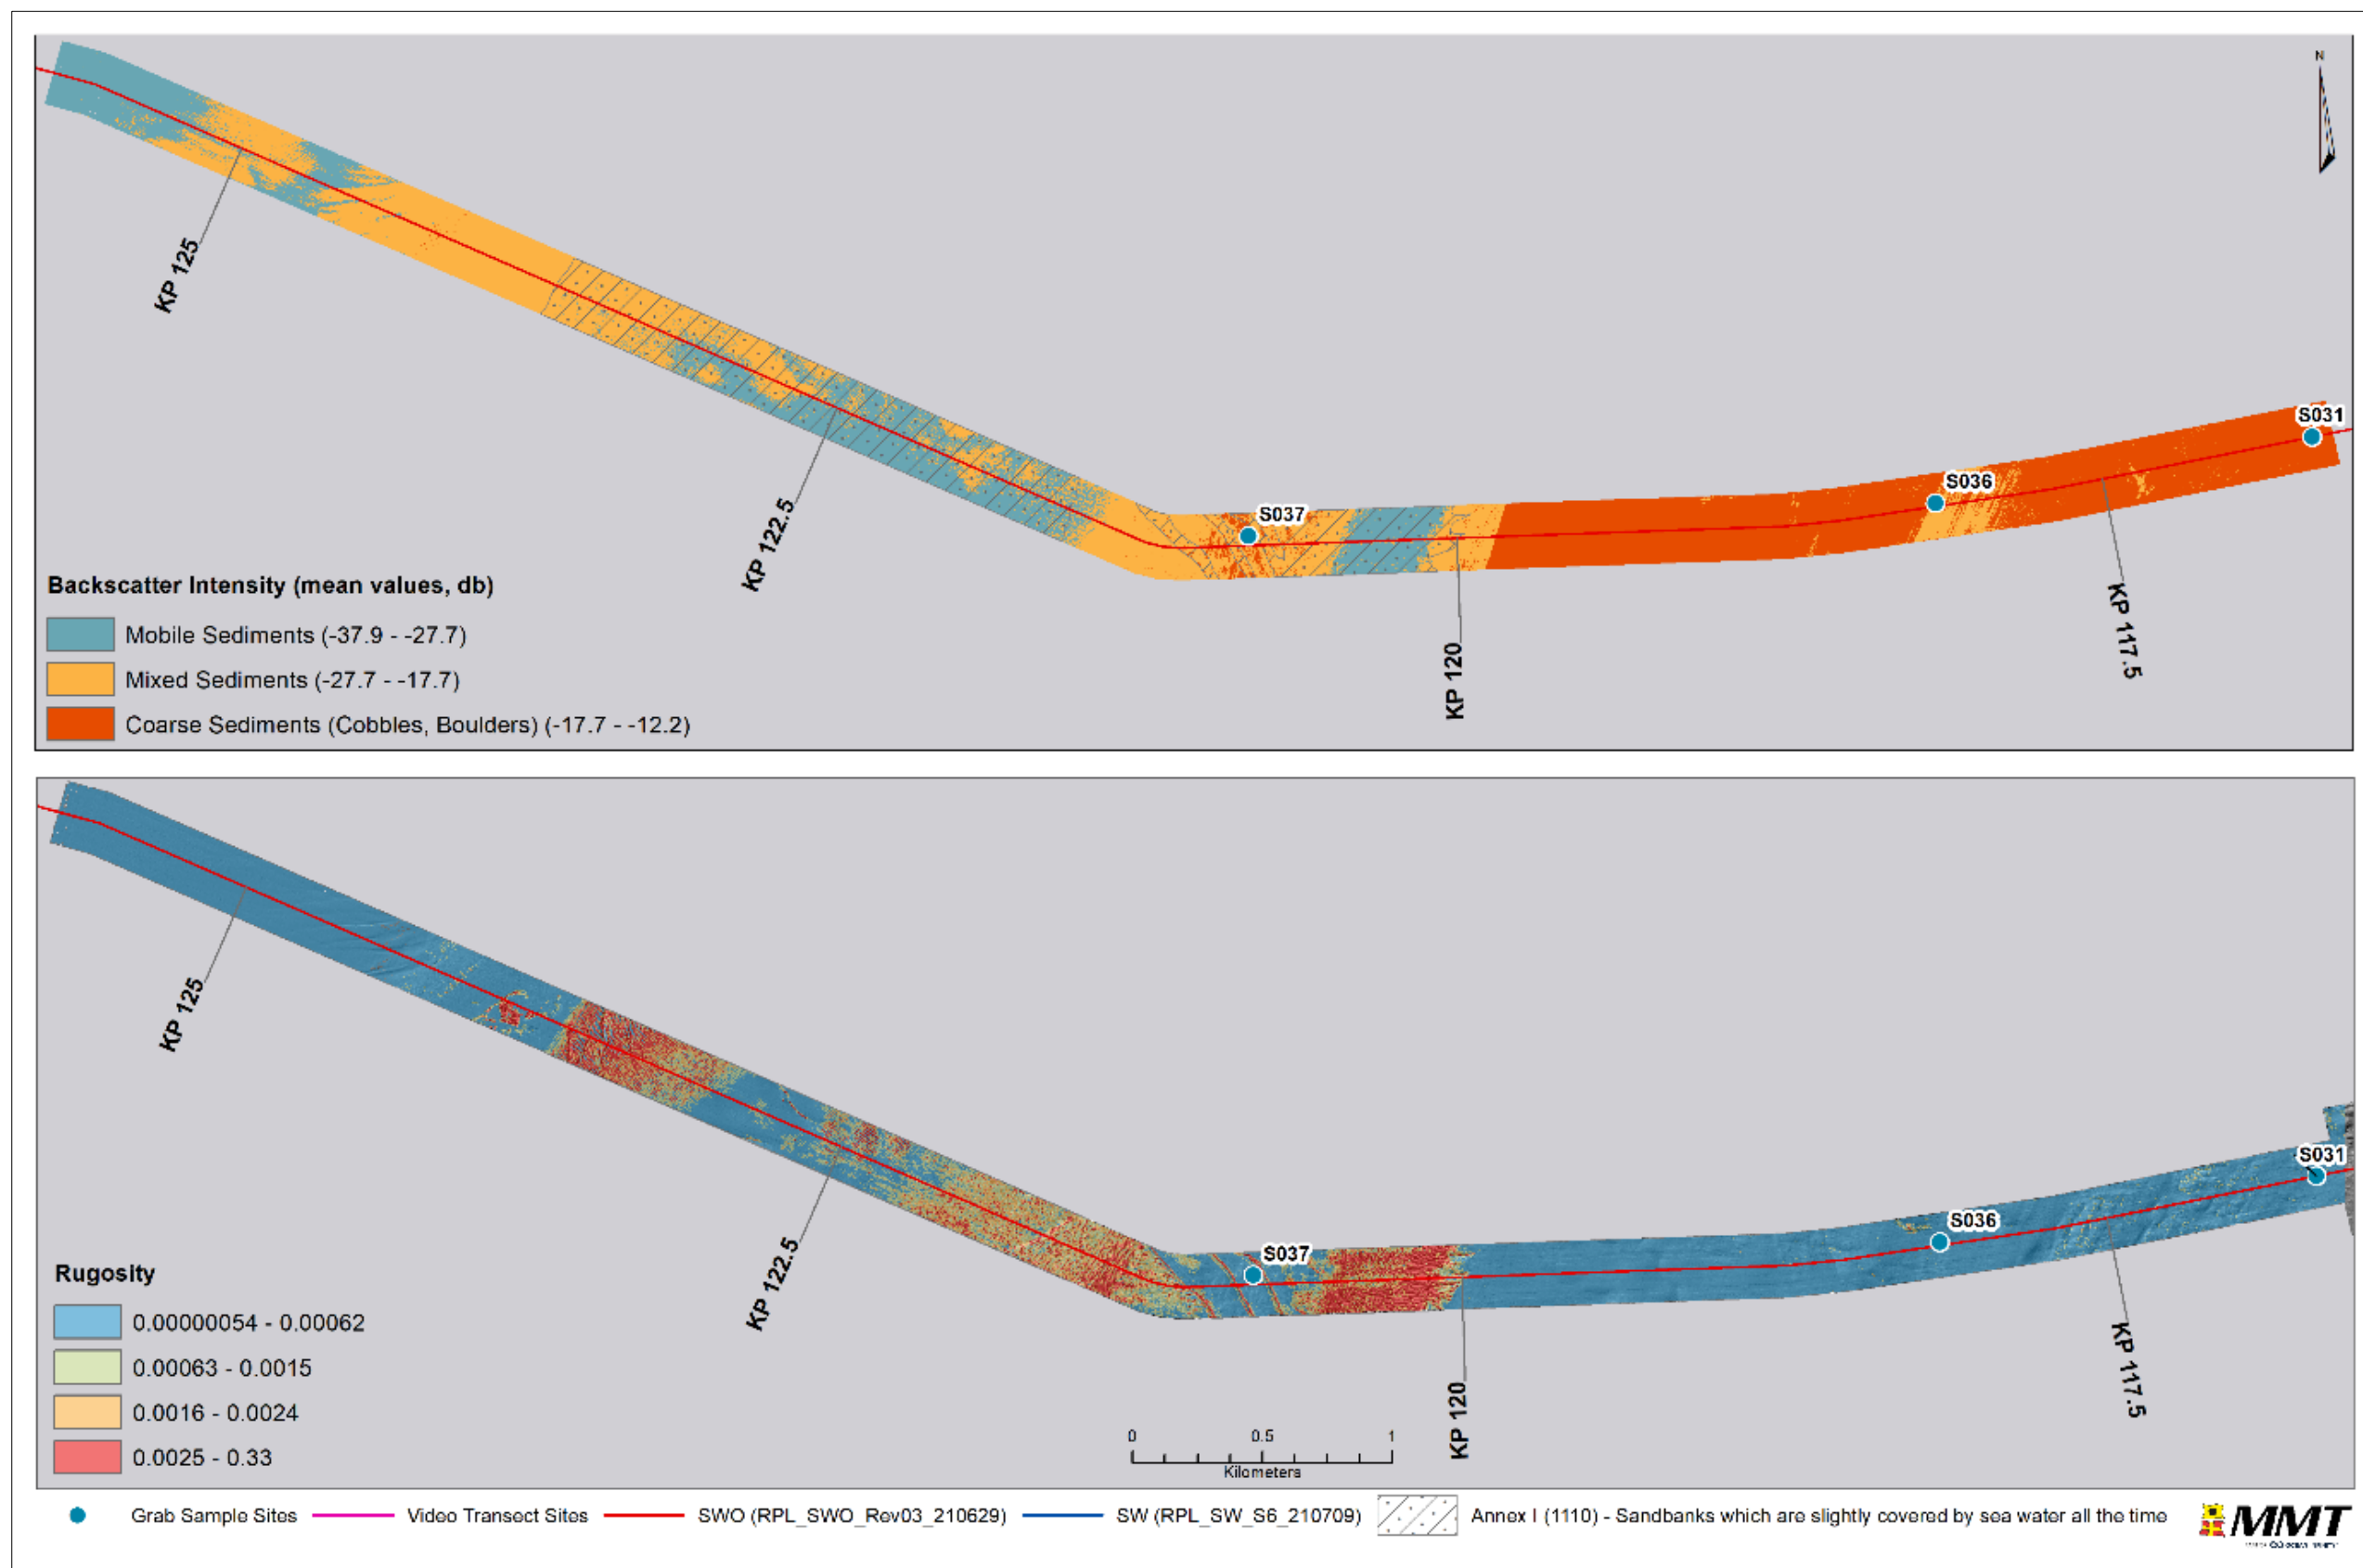 N
S031
S036
S037
KP 125
KP 122.5
KP 120
KP 117.5
Backscatter Intensity (mean values, db)
Mobile Sediments (-37.9 - -27.7)
Mixed Sediments (-27.7 - -17.7)
Coarse Sediments (Cobbles, Boulders) (-17.7 - -12.2)
S031
S036
S037
KP 125
KP 122.5
KP 120
KP 117.5
Rugosity
0.00000054 - 0.00062
0.00063 - 0.0015
0.0016 - 0.0024
0.0025 - 0.33
0 0.5 1
Kilometers
Grab Sample Sites Video Transect Sites SWO (RPL_SWO_Rev03_210629) SW (RPL_SW_S6_210709) Annex I (1110) - Sandbanks which are slightly covered by sea water all the time
MMT